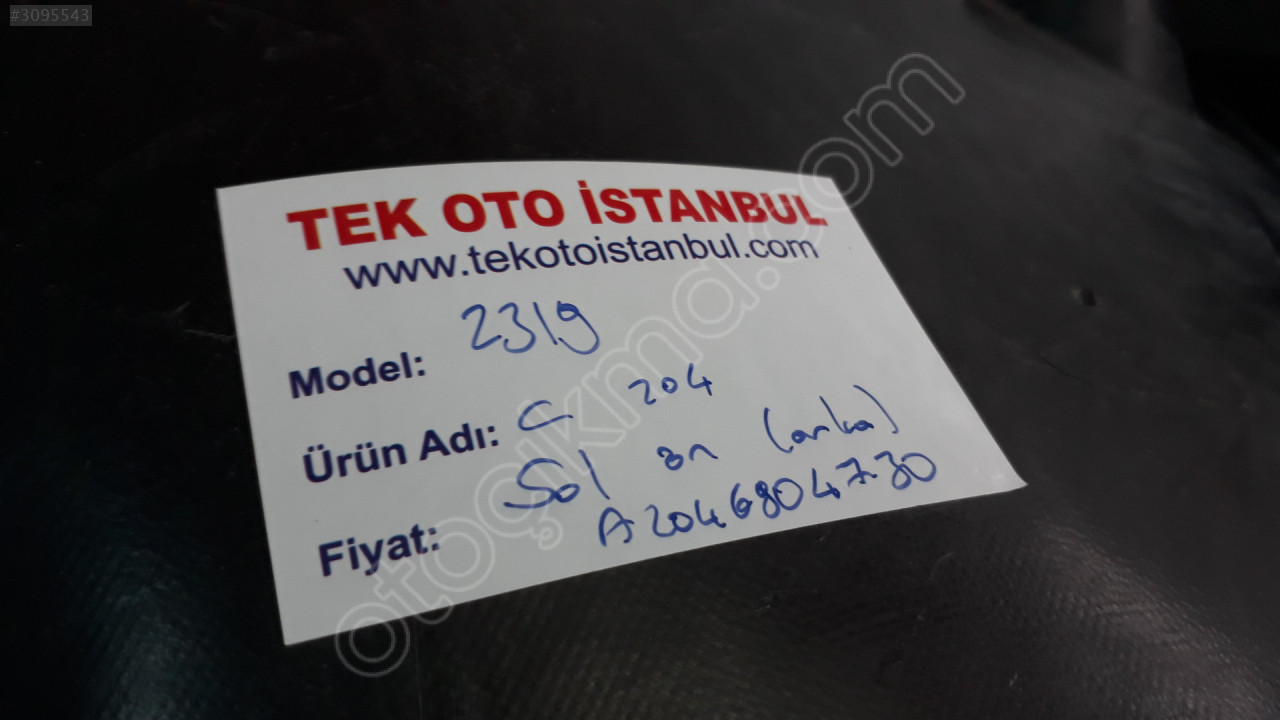 #3095543
TEK OTO İSTANBUL
www.tekotoistanbul.com
Model: 2319
Ürün Adı: C 204
Sol ön (arka)
Fiyat: A2046804730
otoçıkma.com